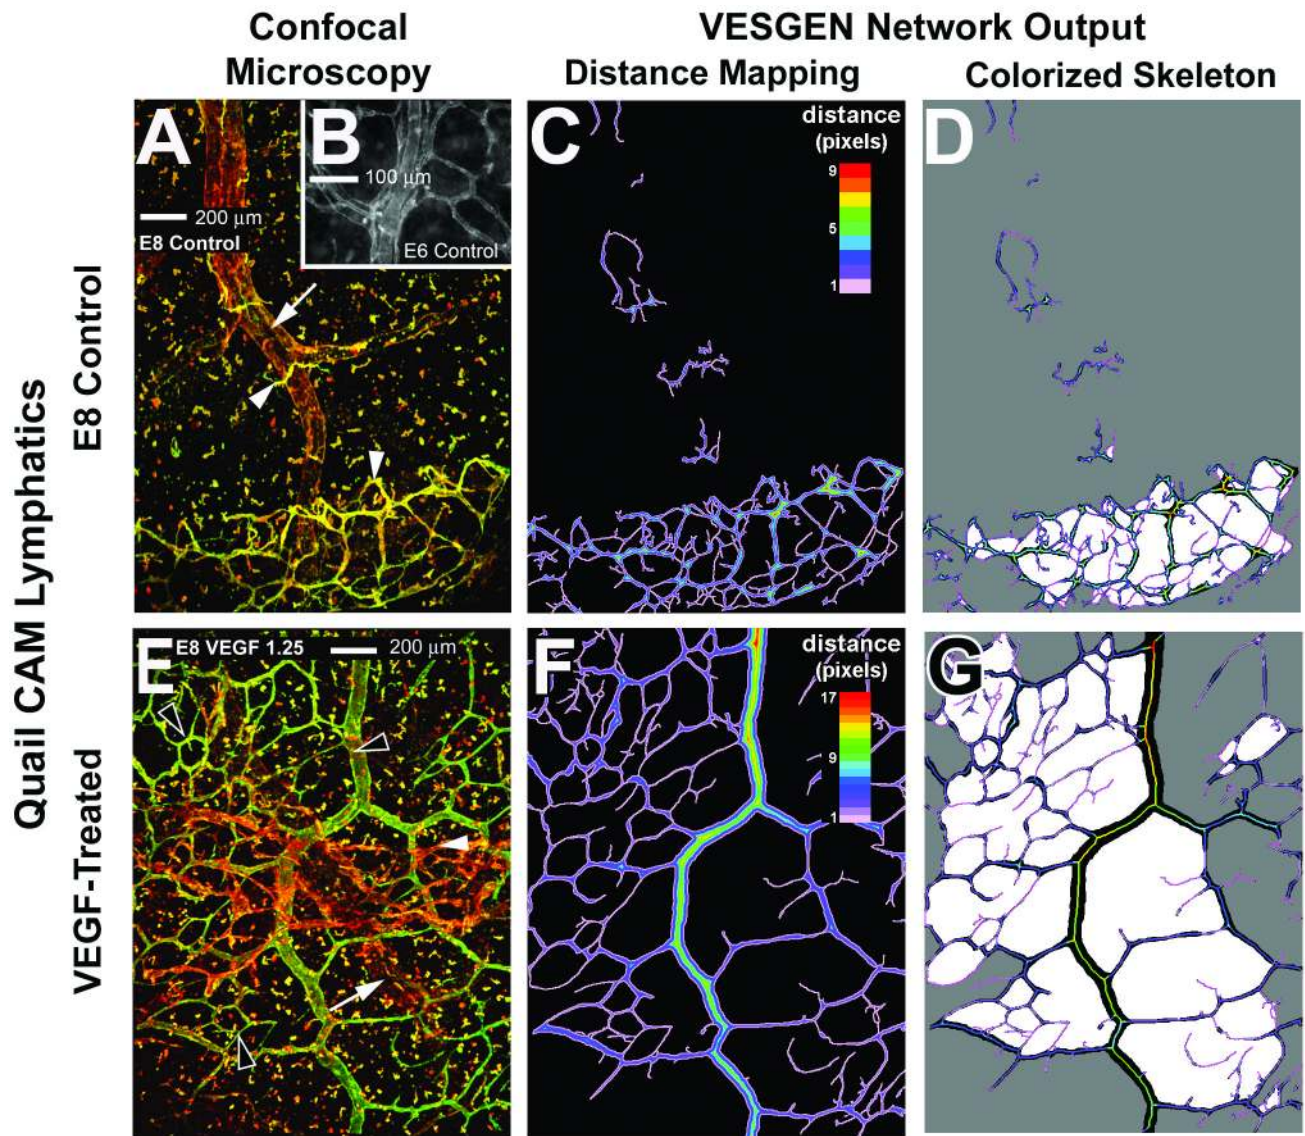 Confocal
Microscopy
VESGEN Network Output
Distance Mapping
Colorized Skeleton
Quail CAM Lymphatics
E8 Control
A
200 μm
E8 Control
B
100 μm
E6 Control
C
distance
(pixels)
9
5
1
D
VEGF-Treated
E
E8 VEGF 1.25
200 μm
F
distance
(pixels)
17
9
1
G